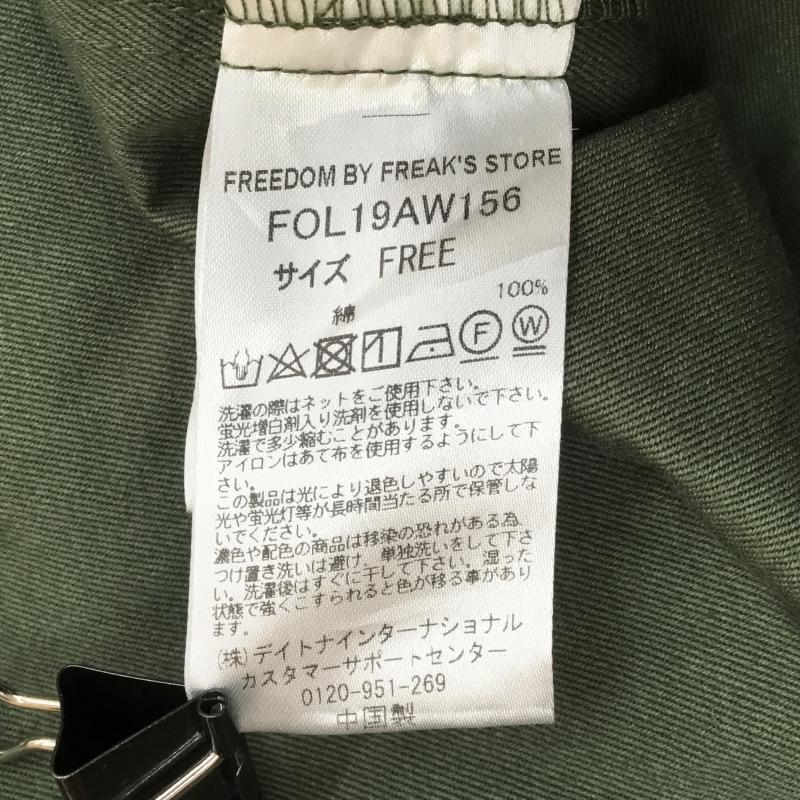 FREEDOM BY FREAK'S STORE
FOL19AW156
サイズ FREE
100%
綿
F W
洗濯の際はネットをご使用下さい。
蛍光増白剤入り洗剤を使用しないで下さい。
洗濯で多少縮むことがあります。
アイロンはあて布を使用するようにして下
さい。
この製品は光により退色しやすいので太陽
光や蛍光灯等が長時間当たる所で保管しな
いでください。
濃色や配色の商品は移染の恐れがある為、
つけ置き洗いは避け、単独洗いをして下さ
い。洗濯後はすぐに干して下さい。湿った
状態で強くこすられると色が移る事があり
ます。
(株)デイトナインターナショナル
カスタマーサポートセンター
0120-951-269
中国製